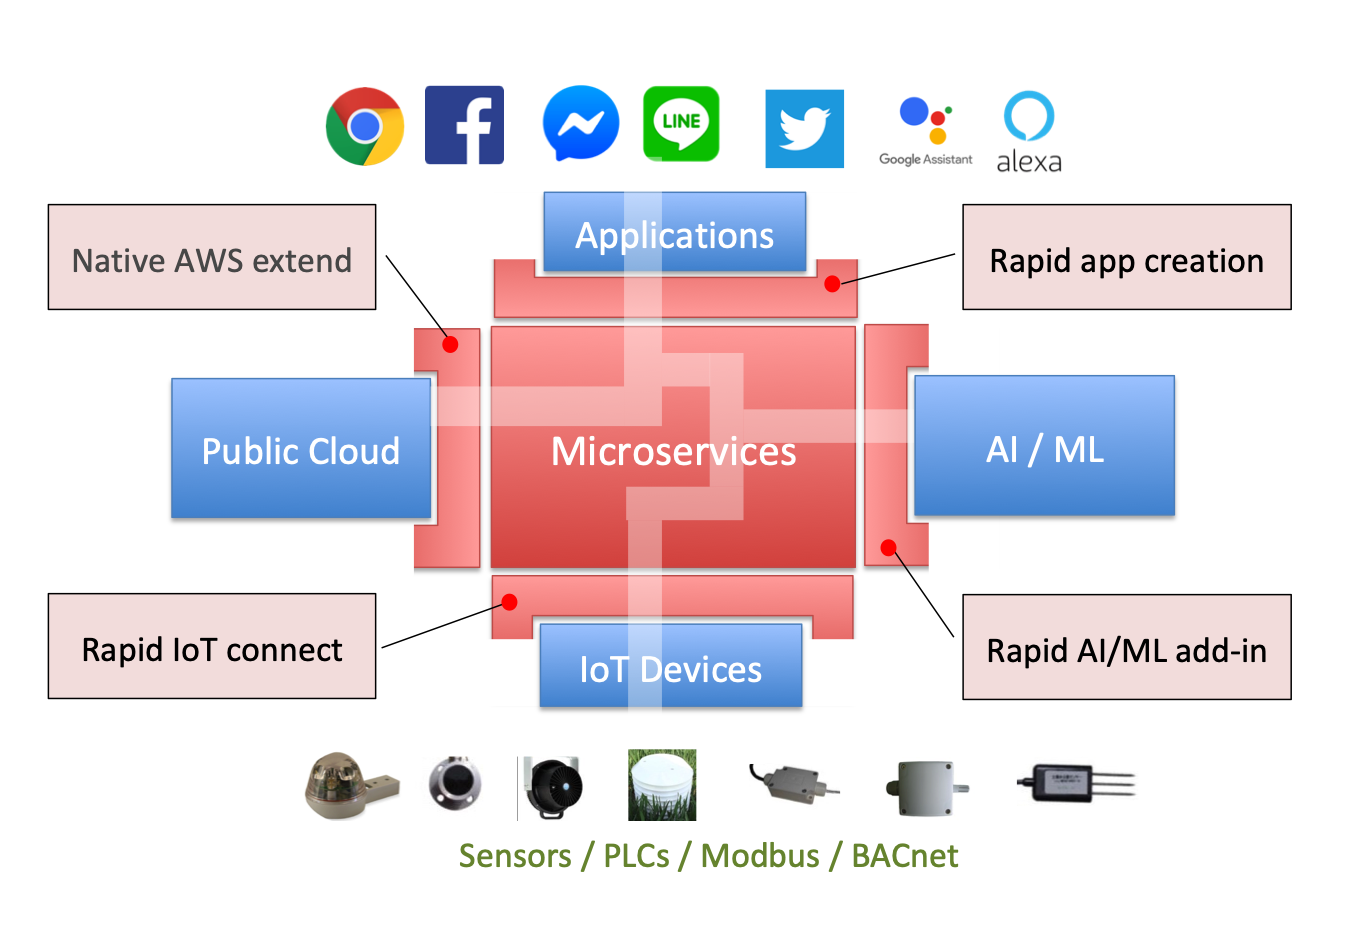 LINE
Google Assistant
alexa
Applications
Native AWS extend
Rapid app creation
Public Cloud
Microservices
AI / ML
Rapid IoT connect
IoT Devices
Rapid AI/ML add-in
Sensors / PLCs / Modbus / BACnet